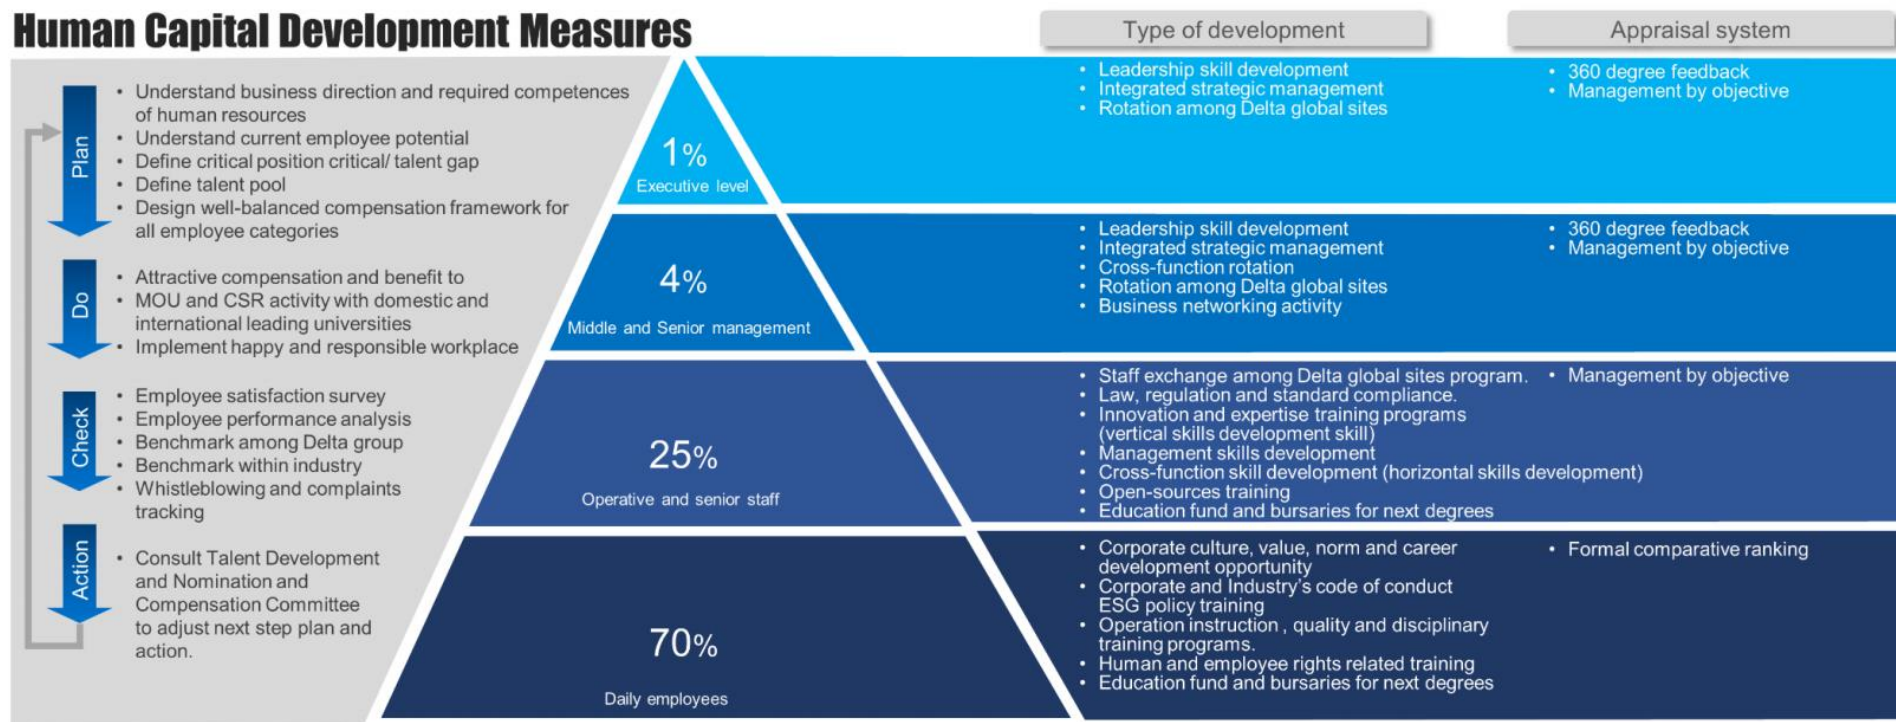 Human Capital Development Measures
Type of development
Appraisal system
Plan
• Understand business direction and required competences
of human resources
• Understand current employee potential
• Define critical position critical/ talent gap
• Define talent pool
• Design well-balanced compensation framework for
all employee categories
Do
• Attractive compensation and benefit to
• MOU and CSR activity with domestic and
international leading universities
• Implement happy and responsible workplace
Check
• Employee satisfaction survey
• Employee performance analysis
• Benchmark among Delta group
• Benchmark within industry
• Whistleblowing and complaints
tracking
Action
• Consult Talent Development
and Nomination and
Compensation Committee
to adjust next step plan and
action.
1%
Executive level
• Leadership skill development
• Integrated strategic management
• Rotation among Delta global sites
• 360 degree feedback
• Management by objective
4%
Middle and Senior management
• Leadership skill development
• Integrated strategic management
• Cross-function rotation
• Rotation among Delta global sites
• Business networking activity
• 360 degree feedback
• Management by objective
25%
Operative and senior staff
• Staff exchange among Delta global sites program.
• Law, regulation and standard compliance.
• Innovation and expertise training programs
(vertical skills development skill)
• Management skills development
• Cross-function skill development (horizontal skills development)
• Open-sources training
• Education fund and bursaries for next degrees
• Management by objective
70%
Daily employees
• Corporate culture, value, norm and career
development opportunity
• Corporate and Industry's code of conduct
ESG policy training
• Operation instruction , quality and disciplinary
training programs.
• Human and employee rights related training
• Education fund and bursaries for next degrees
• Formal comparative ranking